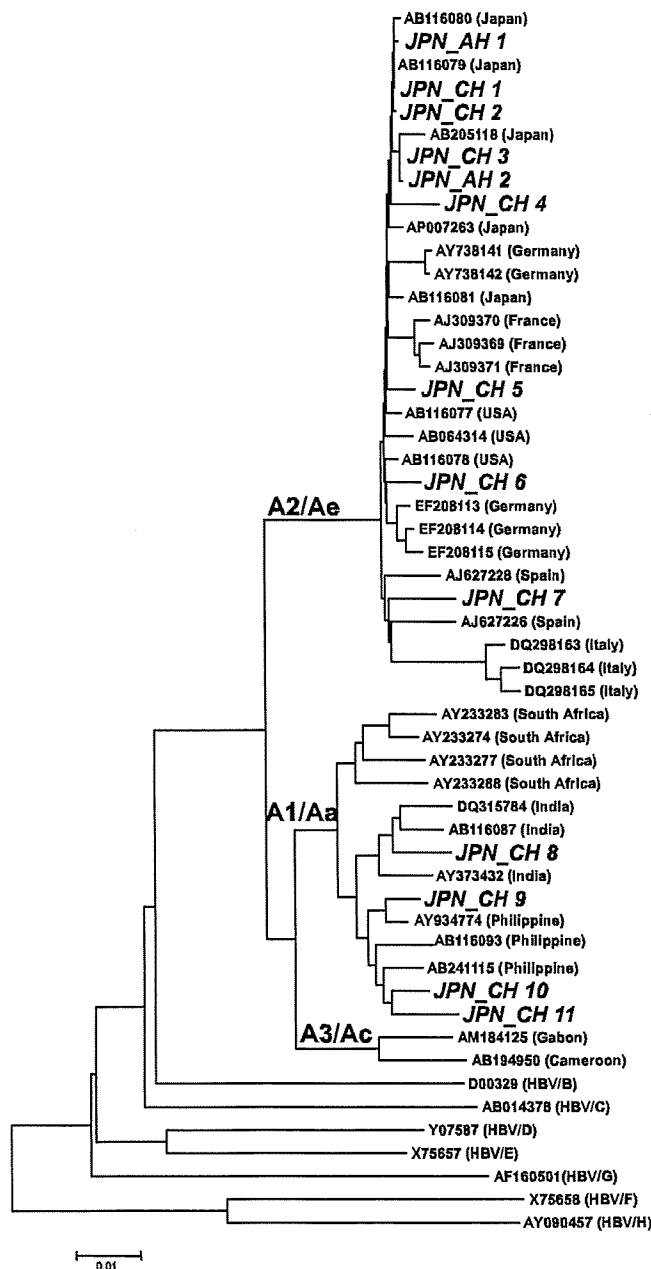 AB116080 (Japan)
JPN_AH 1
AB116079 (Japan)
JPN_CH 1
JPN_CH 2
AB205118 (Japan)
JPN_CH 3
JPN_AH 2
JPN_CH 4
AP007263 (Japan)
AY738141 (Germany)
AY738142 (Germany)
AB116081 (Japan)
AJ309370 (France)
AJ309369 (France)
AJ309371 (France)
JPN_CH 5
AB116077 (USA)
AB064314 (USA)
AB116078 (USA)
JPN_CH 6
A2/Ae
EF208113 (Germany)
EF208114 (Germany)
EF208115 (Germany)
AJ627228 (Spain)
JPN_CH 7
AJ627226 (Spain)
DQ298163 (Italy)
DQ298164 (Italy)
DQ298165 (Italy)
AY233283 (South Africa)
AY233274 (South Africa)
AY233277 (South Africa)
AY233288 (South Africa)
DQ315784 (India)
A1/Aa
AB116087 (India)
JPN_CH 8
AY373432 (India)
JPN_CH 9
AY934774 (Philippine)
AB116093 (Philippine)
AB241115 (Philippine)
JPN_CH 10
JPN_CH 11
A3/Ac
AM184125 (Gabon)
AB194950 (Cameroon)
D00329 (HBV/B)
AB014378 (HBV/C)
Y07587 (HBV/D)
X75657 (HBV/E)
AF160501(HBV/G)
X75658 (HBV/F)
AY090457 (HBV/H)
0.01